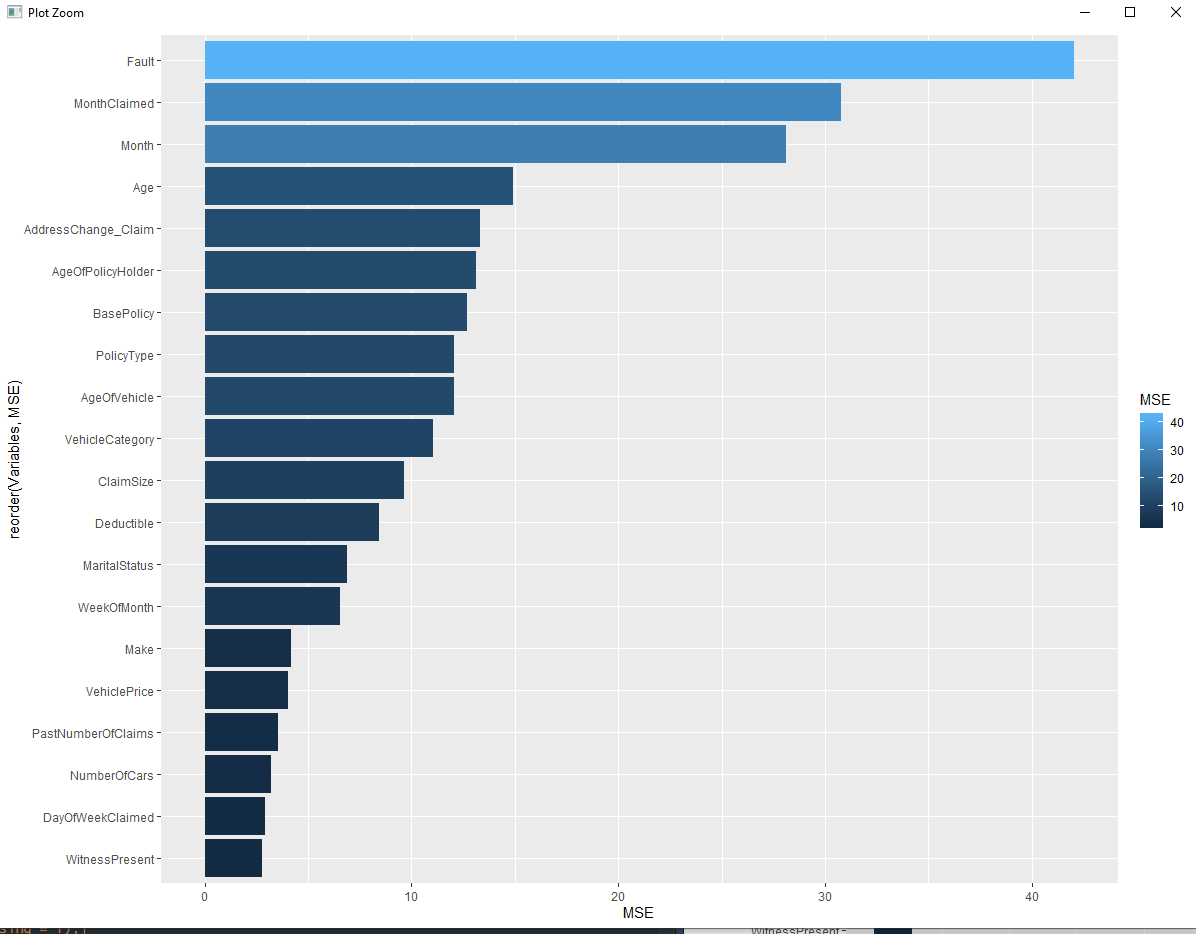 Plot Zoom
Fault
MonthClaimed
Month
Age
AddressChange_Claim
AgeOfPolicyHolder
BasePolicy
PolicyType
AgeOfVehicle
VehicleCategory
ClaimSize
Deductible
MaritalStatus
WeekOfMonth
Make
VehiclePrice
PastNumberOfClaims
NumberOfCars
DayOfWeekClaimed
WitnessPresent
reorder(Variables, MSE)
0 10 20 30 40
MSE
MSE
40
30
20
10
WitnessPresent